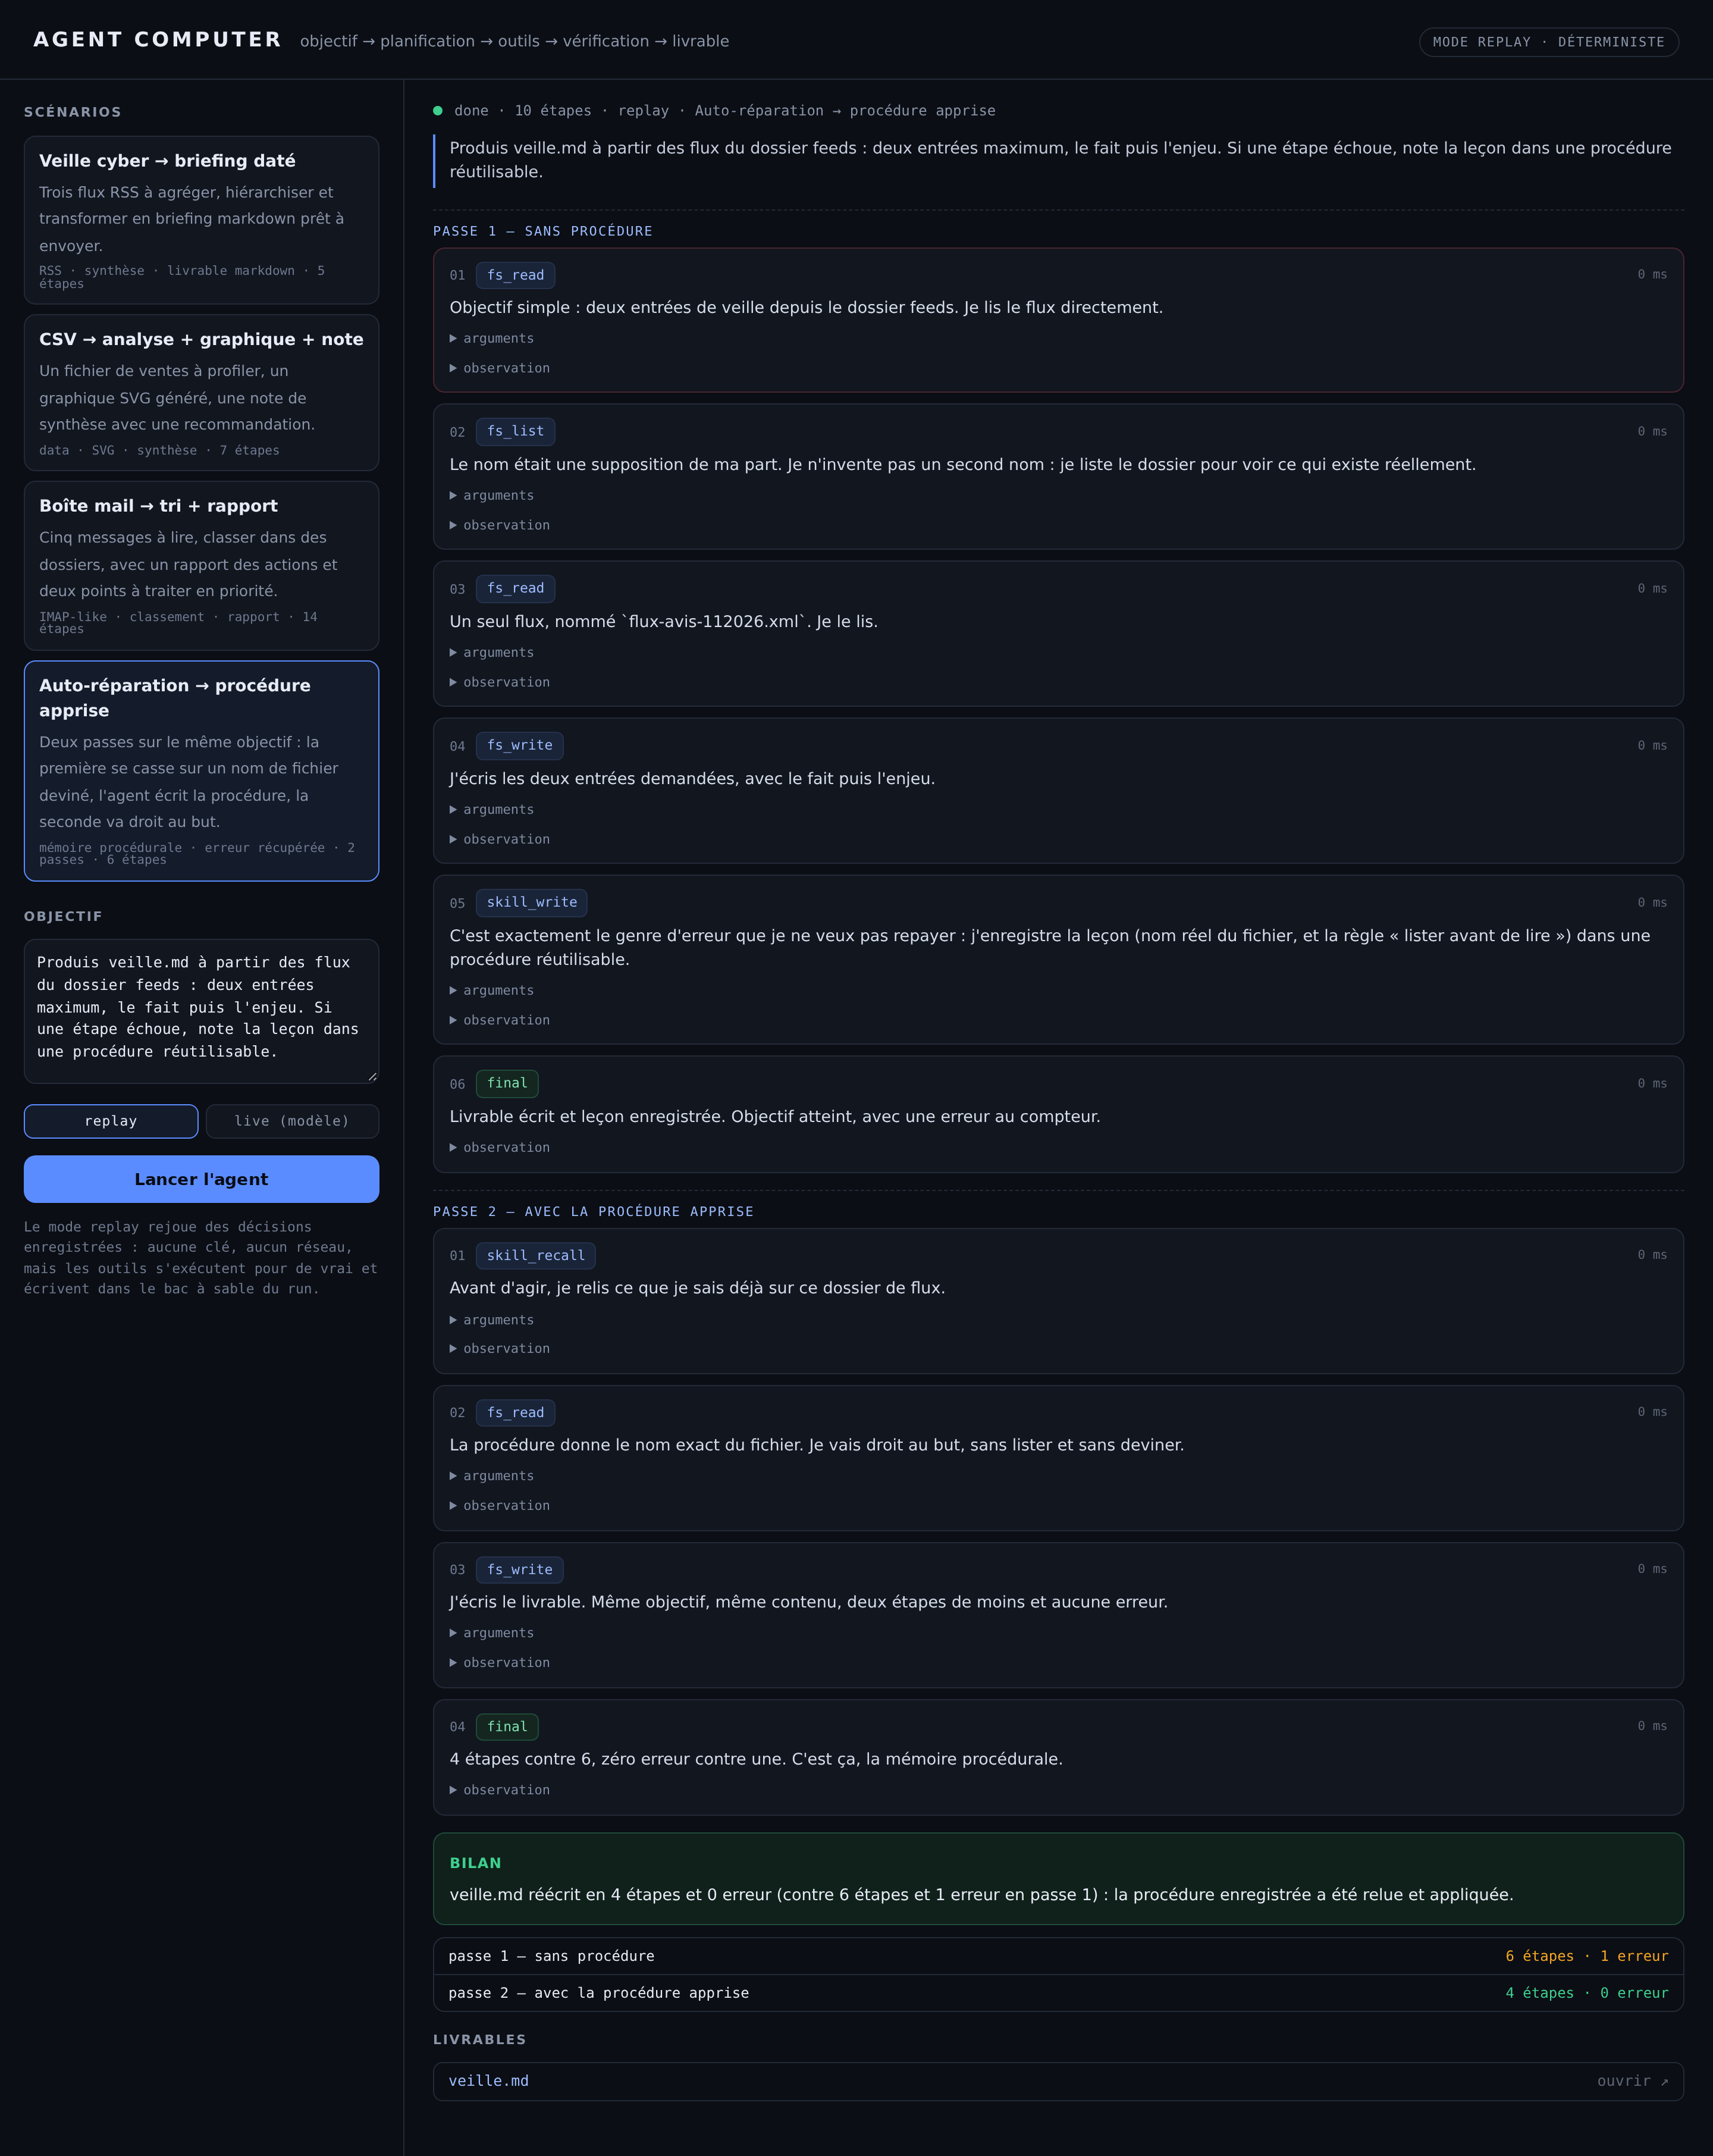 AGENT COMPUTER objectif → planification → outils → vérification → livrable
MODE REPLAY · DÉTERMINISTE
SCÉNARIOS
Veille cyber → briefing daté
Trois flux RSS à agréger, hiérarchiser et
transformer en briefing markdown prêt à
envoyer.
RSS · synthèse · livrable markdown · 5
étapes
CSV → analyse + graphique + note
Un fichier de ventes à profiler, un
graphique SVG généré, une note de
synthèse avec une recommandation.
data · SVG · synthèse · 7 étapes
Boîte mail → tri + rapport
Cinq messages à lire, classer dans des
dossiers, avec un rapport des actions et
deux points à traiter en priorité.
IMAP-like · classement · rapport · 14
étapes
Auto-réparation → procédure
apprise
Deux passes sur le même objectif : la
première se casse sur un nom de fichier
deviné, l'agent écrit la procédure, la
seconde va droit au but.
mémoire procédurale · erreur récupérée · 2
passes · 6 étapes
OBJECTIF
Produis veille.md à partir des flux
du dossier feeds : deux entrées
maximum, le fait puis l'enjeu. Si
une étape échoue, note la leçon dans
une procédure réutilisable.
replay
live (modèle)
Lancer l'agent
Le mode replay rejoue des décisions
enregistrées : aucune clé, aucun réseau,
mais les outils s'exécutent pour de vrai et
écrivent dans le bac à sable du run.
done · 10 étapes · replay · Auto-réparation → procédure apprise
Produis veille.md à partir des flux du dossier feeds : deux entrées maximum, le fait puis l'enjeu. Si une étape échoue, note la leçon dans une procédure
réutilisable.
PASSE 1 — SANS PROCÉDURE
01 fs_read 0 ms
Objectif simple : deux entrées de veille depuis le dossier feeds. Je lis le flux directement.
▶ arguments
▶ observation
02 fs_list 0 ms
Le nom était une supposition de ma part. Je n'invente pas un second nom : je liste le dossier pour voir ce qui existe réellement.
▶ arguments
▶ observation
03 fs_read 0 ms
Un seul flux, nommé `flux-avis-112026.xml`. Je le lis.
▶ arguments
▶ observation
04 fs_write 0 ms
J'écris les deux entrées demandées, avec le fait puis l'enjeu.
▶ arguments
▶ observation
05 skill_write 0 ms
C'est exactement le genre d'erreur que je ne veux pas repayer : j'enregistre la leçon (nom réel du fichier, et la règle « lister avant de lire ») dans une
procédure réutilisable.
▶ arguments
▶ observation
06 final 0 ms
Livrable écrit et leçon enregistrée. Objectif atteint, avec une erreur au compteur.
▶ observation
PASSE 2 — AVEC LA PROCÉDURE APPRISE
01 skill_recall 0 ms
Avant d'agir, je relis ce que je sais déjà sur ce dossier de flux.
▶ arguments
▶ observation
02 fs_read 0 ms
La procédure donne le nom exact du fichier. Je vais droit au but, sans lister et sans deviner.
▶ arguments
▶ observation
03 fs_write 0 ms
J'écris le livrable. Même objectif, même contenu, deux étapes de moins et aucune erreur.
▶ arguments
▶ observation
04 final 0 ms
4 étapes contre 6, zéro erreur contre une. C'est ça, la mémoire procédurale.
▶ observation
BILAN
veille.md réécrit en 4 étapes et 0 erreur (contre 6 étapes et 1 erreur en passe 1) : la procédure enregistrée a été relue et appliquée.
passe 1 — sans procédure 6 étapes · 1 erreur
passe 2 — avec la procédure apprise 4 étapes · 0 erreur
LIVRABLES
veille.md ouvrir ↗